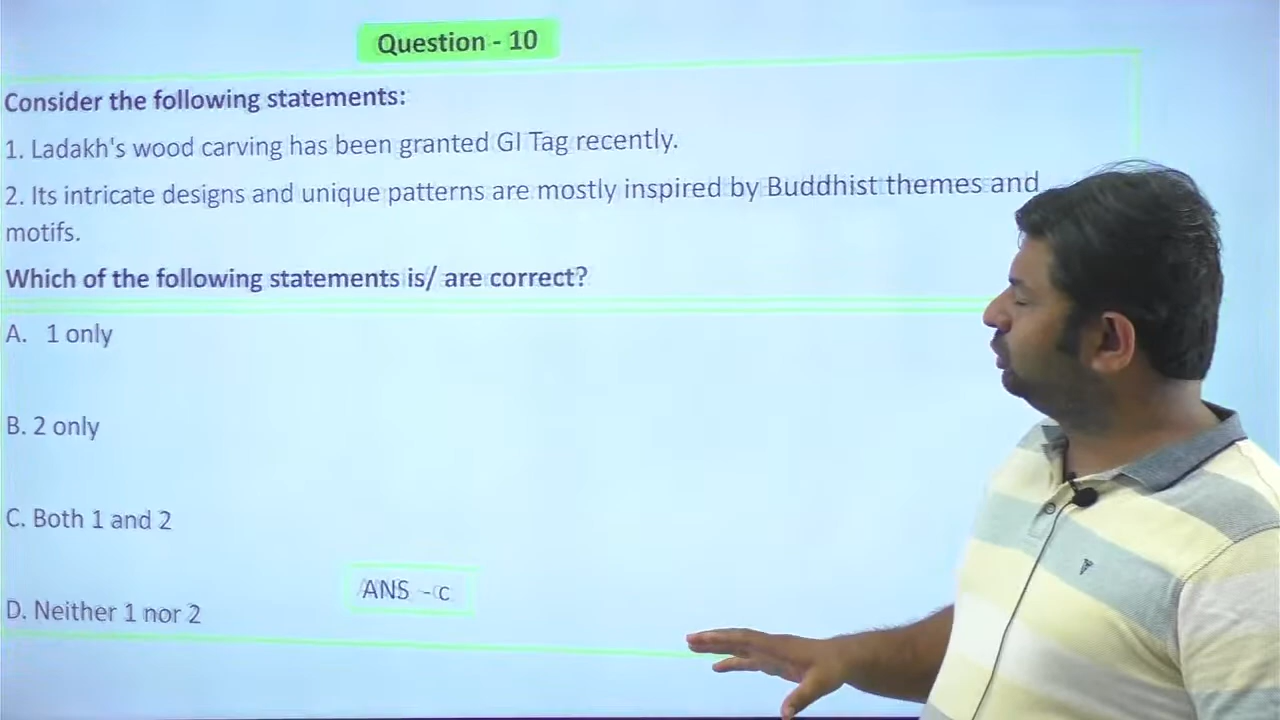 Question - 10
Consider the following statements:
1. Ladakh's wood carving has been granted GI Tag recently.
2. Its intricate designs and unique patterns are mostly inspired by Buddhist themes and
motifs.
Which of the following statements is/ are correct?
A. 1 only
B. 2 only
C. Both 1 and 2
ANS - c
D. Neither 1 nor 2